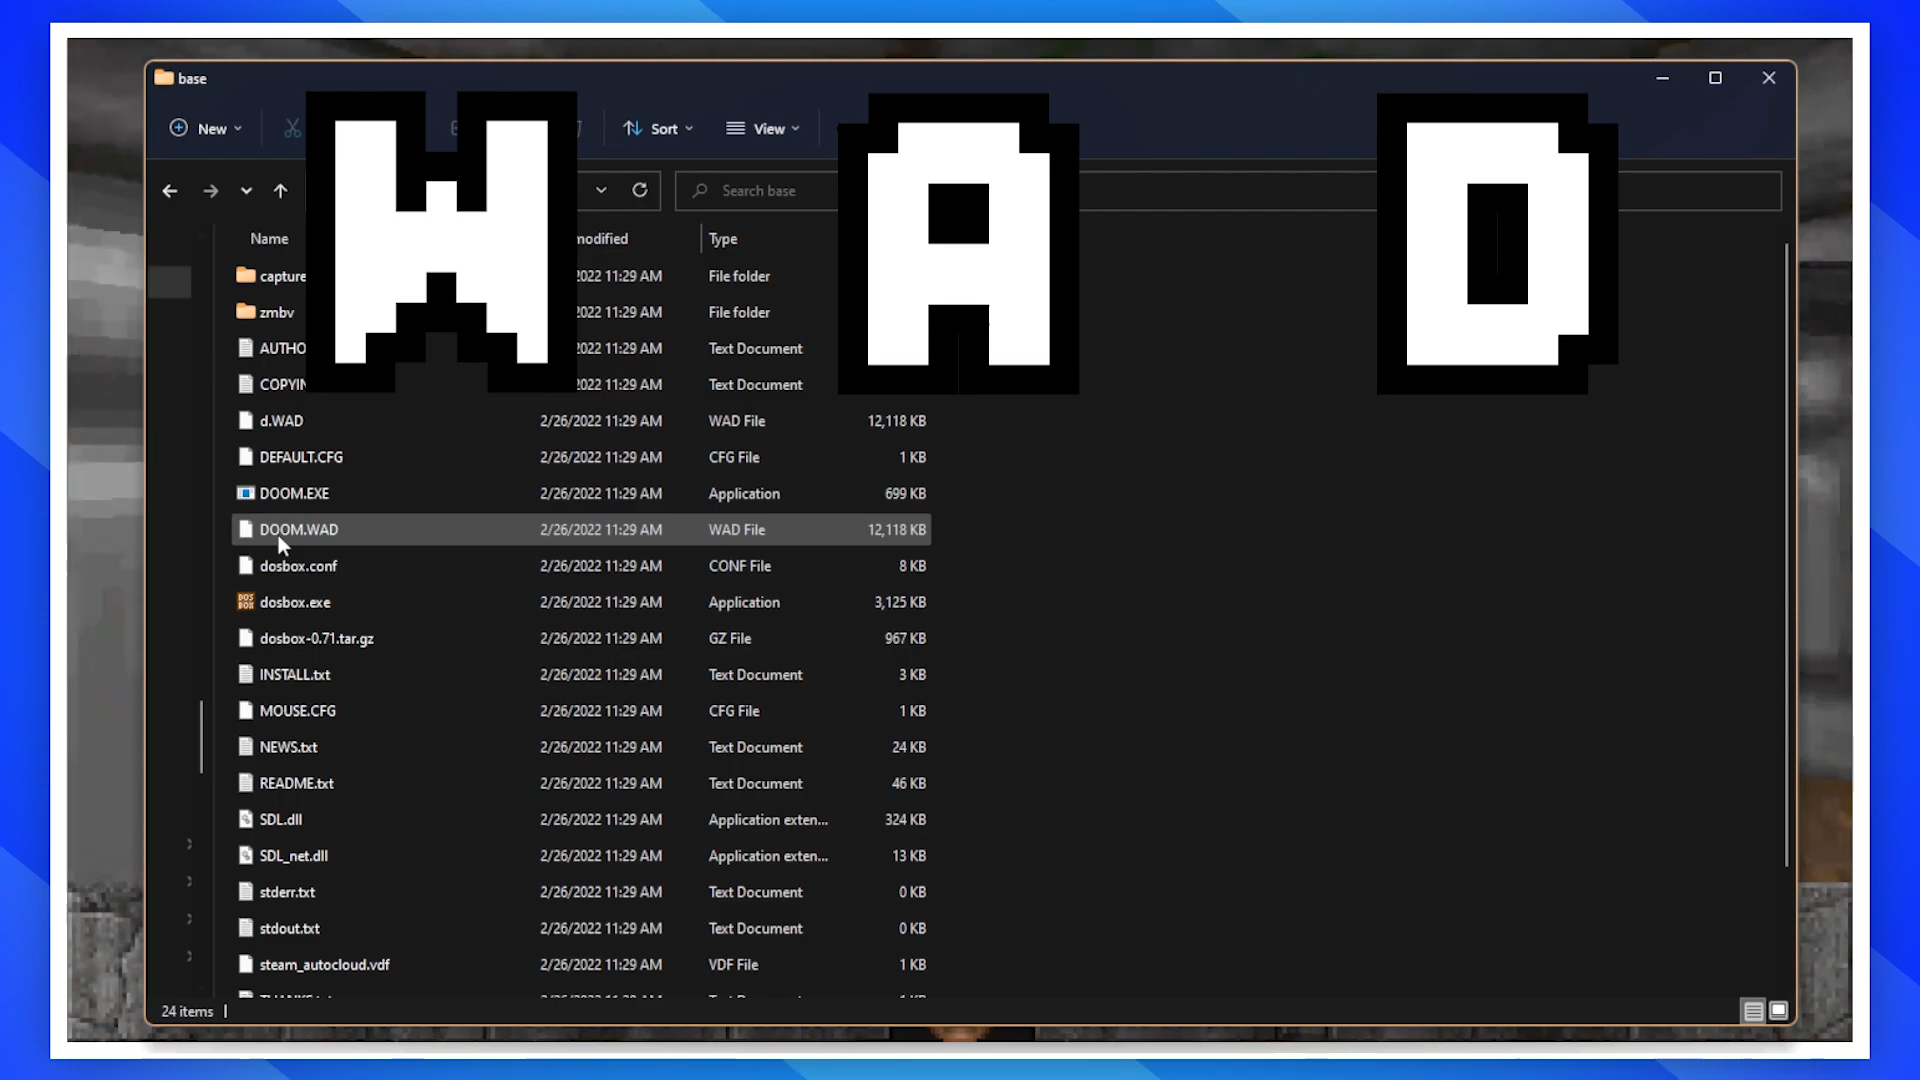 base
W A D
New
Sort
View
Search base
Name
modified
Type
capture
2022 11:29 AM
File folder
zmbv
2022 11:29 AM
File folder
AUTHO
2022 11:29 AM
Text Document
COPYIN
2022 11:29 AM
Text Document
d.WAD 2/26/2022 11:29 AM WAD File 12,118 KB
DEFAULT.CFG 2/26/2022 11:29 AM CFG File 1 KB
DOOM.EXE 2/26/2022 11:29 AM Application 699 KB
DOOM.WAD 2/26/2022 11:29 AM WAD File 12,118 KB
dosbox.conf 2/26/2022 11:29 AM CONF File 8 KB
DOS BOX dosbox.exe 2/26/2022 11:29 AM Application 3,125 KB
dosbox-0.71.tar.gz 2/26/2022 11:29 AM GZ File 967 KB
INSTALL.txt 2/26/2022 11:29 AM Text Document 3 KB
MOUSE.CFG 2/26/2022 11:29 AM CFG File 1 KB
NEWS.txt 2/26/2022 11:29 AM Text Document 24 KB
README.txt 2/26/2022 11:29 AM Text Document 46 KB
SDL.dll 2/26/2022 11:29 AM Application exten... 324 KB
SDL_net.dll 2/26/2022 11:29 AM Application exten... 13 KB
stderr.txt 2/26/2022 11:29 AM Text Document 0 KB
stdout.txt 2/26/2022 11:29 AM Text Document 0 KB
steam_autocloud.vdf 2/26/2022 11:29 AM VDF File 1 KB
24 items